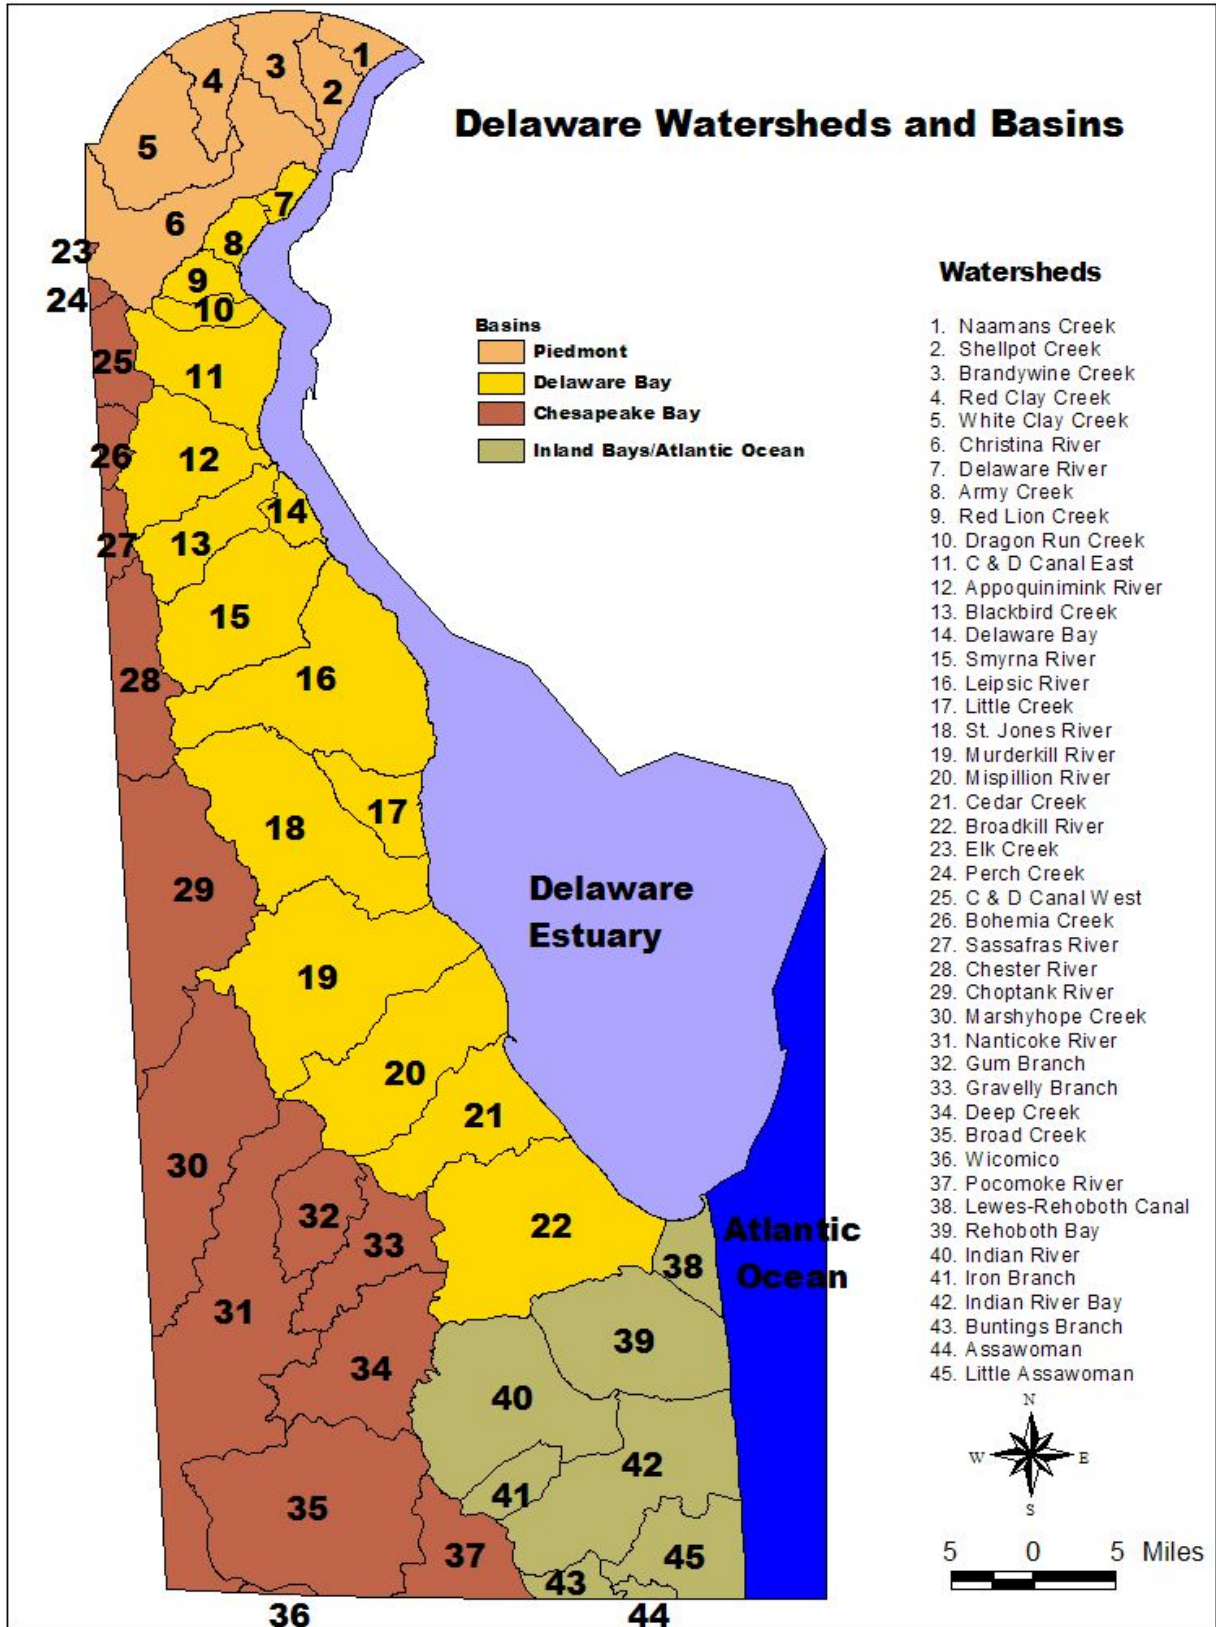 Delaware Watersheds and Basins
1
2
3
4
5
6
7
8
9
10
11
12
13
14
15
16
17
18
19
20
21
22
23
24
25
26
27
28
29
30
31
32
33
34
35
36
37
38
39
40
41
42
43
44
45
Delaware
Estuary
Atlantic
Ocean
Basins
Piedmont
Delaware Bay
Chesapeake Bay
Inland Bays/Atlantic Ocean
Watersheds
1. Naamans Creek
2. Shellpot Creek
3. Brandywine Creek
4. Red Clay Creek
5. White Clay Creek
6. Christina River
7. Delaware River
8. Army Creek
9. Red Lion Creek
10. Dragon Run Creek
11. C & D Canal East
12. Appoquinimink River
13. Blackbird Creek
14. Delaware Bay
15. Smyrna River
16. Leipsic River
17. Little Creek
18. St. Jones River
19. Murderkill River
20. Mispillion River
21. Cedar Creek
22. Broadkill River
23. Elk Creek
24. Perch Creek
25. C & D Canal West
26. Bohemia Creek
27. Sassafras River
28. Chester River
29. Choptank River
30. Marshyhope Creek
31. Nanticoke River
32. Gum Branch
33. Gravelly Branch
34. Deep Creek
35. Broad Creek
36. Wicomico
37. Pocomoke River
38. Lewes-Rehoboth Canal
39. Rehoboth Bay
40. Indian River
41. Iron Branch
42. Indian River Bay
43. Buntings Branch
44. Assawoman
45. Little Assawoman
N
W E
S
5 0 5 Miles